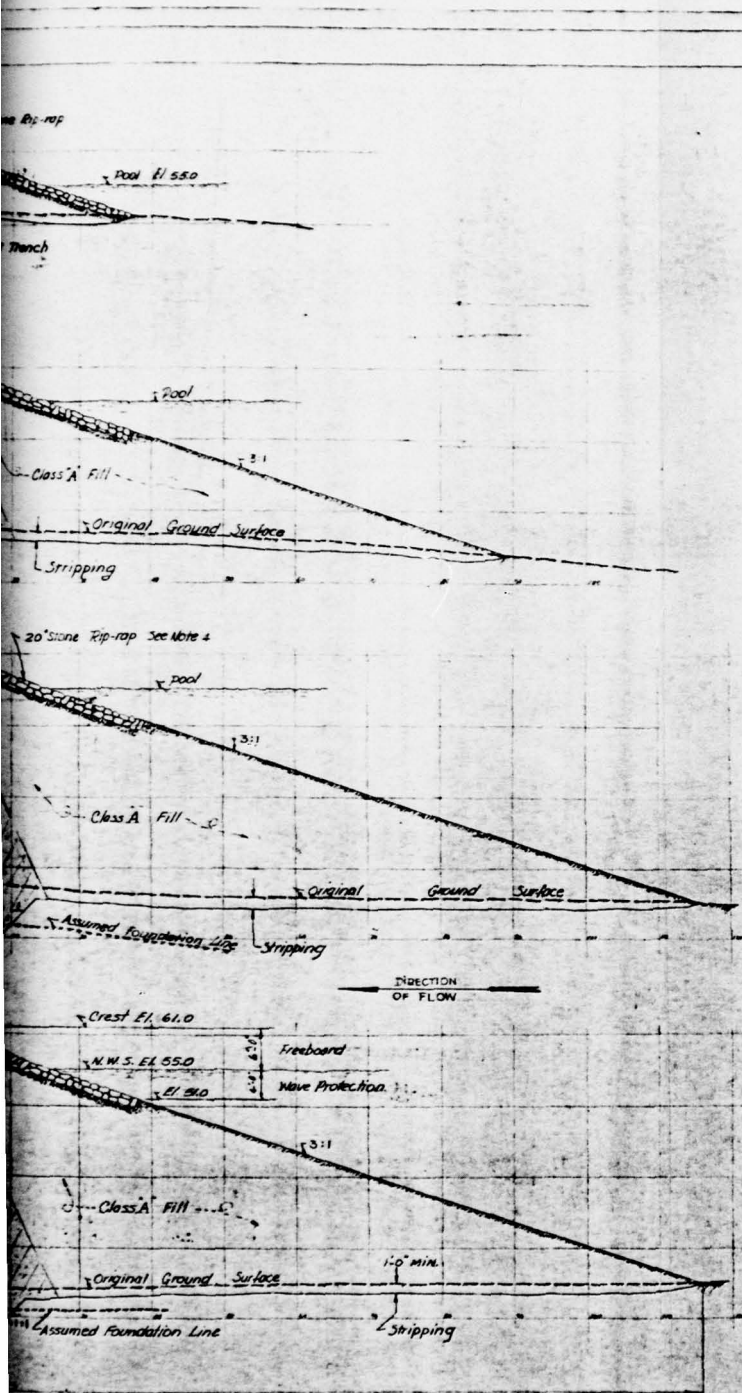 Rip-rap
Pool El 55.0
Trench
Pool
3:1
Class "A" Fill
Original Ground Surface
Stripping
20" Stone Rip-rap See Note 4
Pool
3:1
Class A Fill
Original Ground Surface
Assumed Foundation Line
Stripping
DIRECTION
OF FLOW
Crest El. 61.0
Freeboard
N.W.S. El. 55.0
Wave Protection
El 51.0
3:1
Class "A" Fill
1'-0" MIN.
Original Ground Surface
Assumed Foundation Line
Stripping